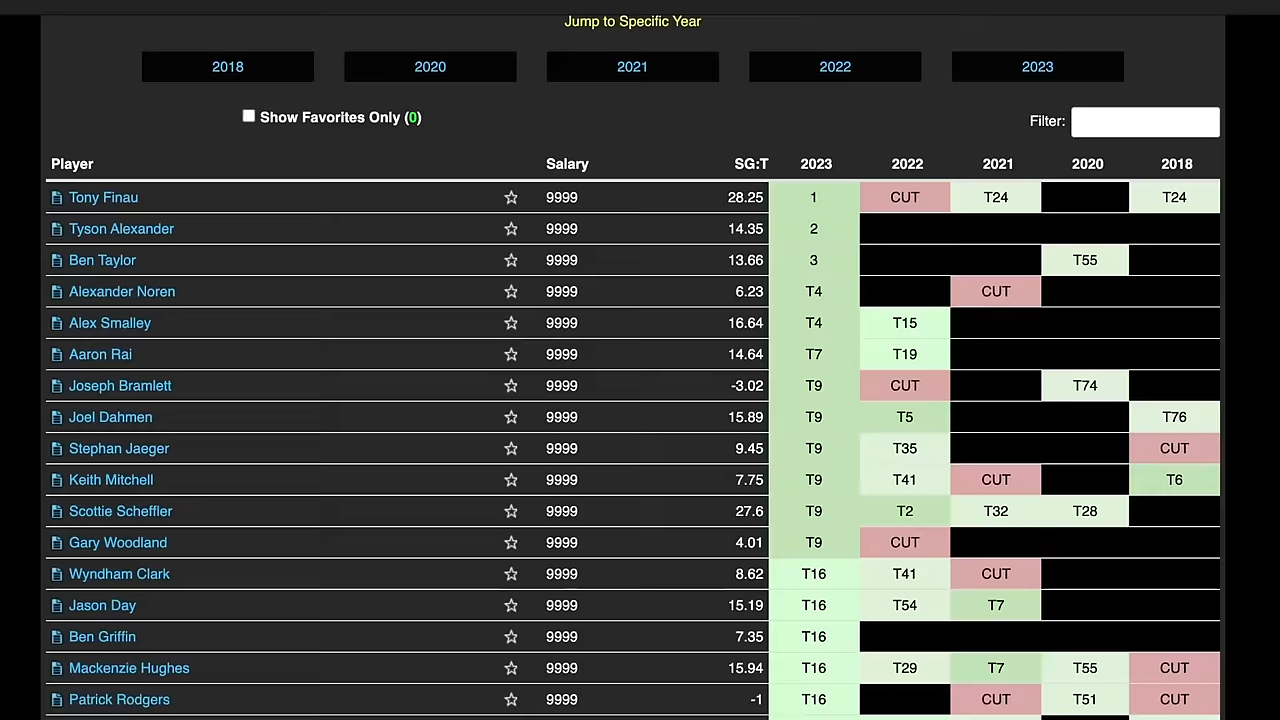 Jump to Specific Year
2018 2020 2021 2022 2023
Show Favorites Only (0) Filter:
Player Salary SG:T 2023 2022 2021 2020 2018
Tony Finau 9999 28.25 1 CUT T24 T24
Tyson Alexander 9999 14.35 2
Ben Taylor 9999 13.66 3 T55
Alexander Noren 9999 6.23 T4 CUT
Alex Smalley 9999 16.64 T4 T15
Aaron Rai 9999 14.64 T7 T19
Joseph Bramlett 9999 -3.02 T9 CUT T74
Joel Dahmen 9999 15.89 T9 T5 T76
Stephan Jaeger 9999 9.45 T9 T35 CUT
Keith Mitchell 9999 7.75 T9 T41 CUT T6
Scottie Scheffler 9999 27.6 T9 T2 T32 T28
Gary Woodland 9999 4.01 T9 CUT
Wyndham Clark 9999 8.62 T16 T41 CUT
Jason Day 9999 15.19 T16 T54 T7
Ben Griffin 9999 7.35 T16
Mackenzie Hughes 9999 15.94 T16 T29 T7 T55 CUT
Patrick Rodgers 9999 -1 T16 CUT T51 CUT